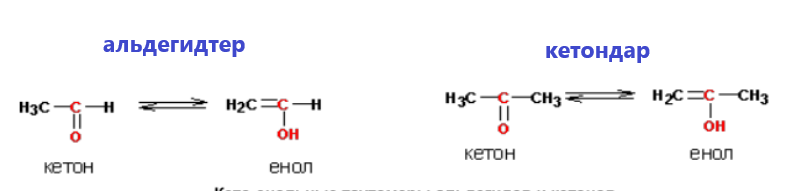 альдегидтер
кетондар
H3C—C—H
O
H2C=C—H
OH
H3C—C—CH3
O
H2C=C—CH3
OH
кетон
енол
кетон
енол